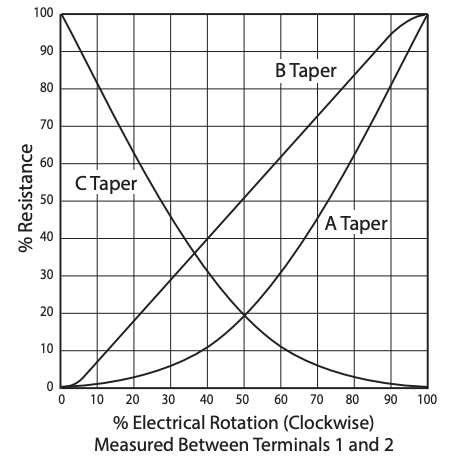 100
90
80
70
60
50
40
30
20
10
0
% Resistance
B Taper
C Taper
A Taper
0 10 20 30 40 50 60 70 80 90 100
% Electrical Rotation (Clockwise)
Measured Between Terminals 1 and 2